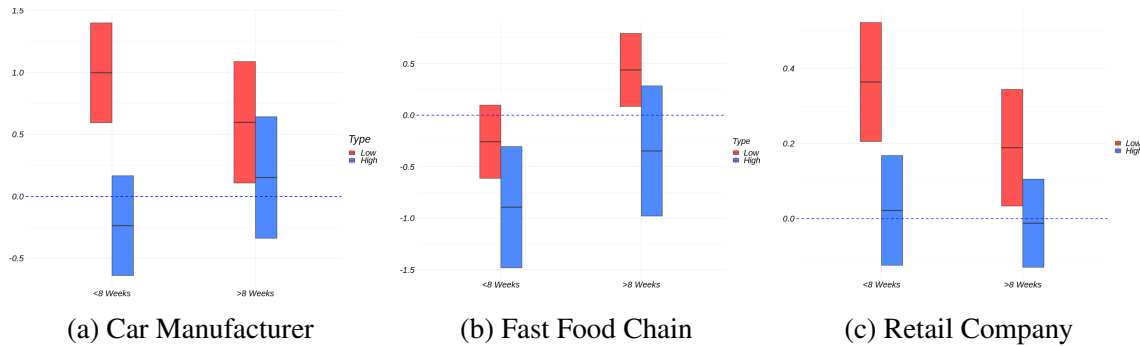 1.5
1.0
0.5
0.0
-0.5
<8 Weeks
>8 Weeks
Type
Low
High
(a) Car Manufacturer
0.5
0.0
-0.5
-1.0
-1.5
<8 Weeks
>8 Weeks
Type
Low
High
(b) Fast Food Chain
0.4
0.2
0.0
<8 Weeks
>8 Weeks
Low
High
(c) Retail Company